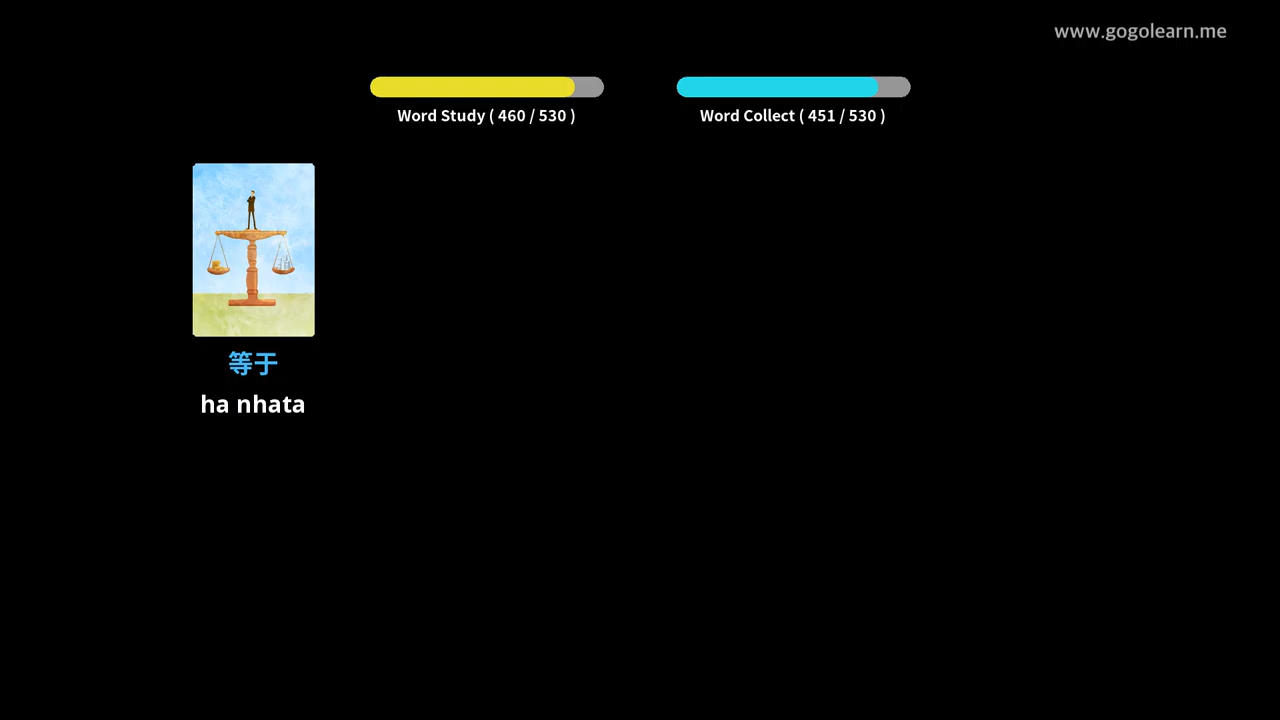 www.gogolearn.me
Word Study ( 460 / 530 )
Word Collect ( 451 / 530 )
等于
ha nhata